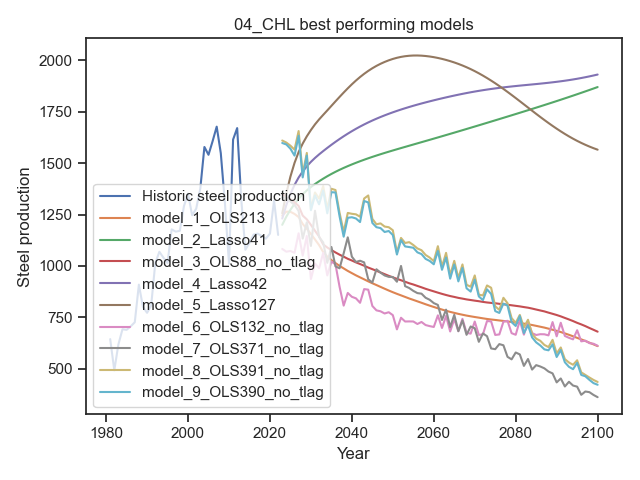 04_CHL best performing models
Steel production
2000
1750
1500
1250
1000
750
500
Historic steel production
model_1_OLS213
model_2_Lasso41
model_3_OLS88_no_tlag
model_4_Lasso42
model_5_Lasso127
model_6_OLS132_no_tlag
model_7_OLS371_no_tlag
model_8_OLS391_no_tlag
model_9_OLS390_no_tlag
1980 2000 2020 2040 2060 2080 2100
Year